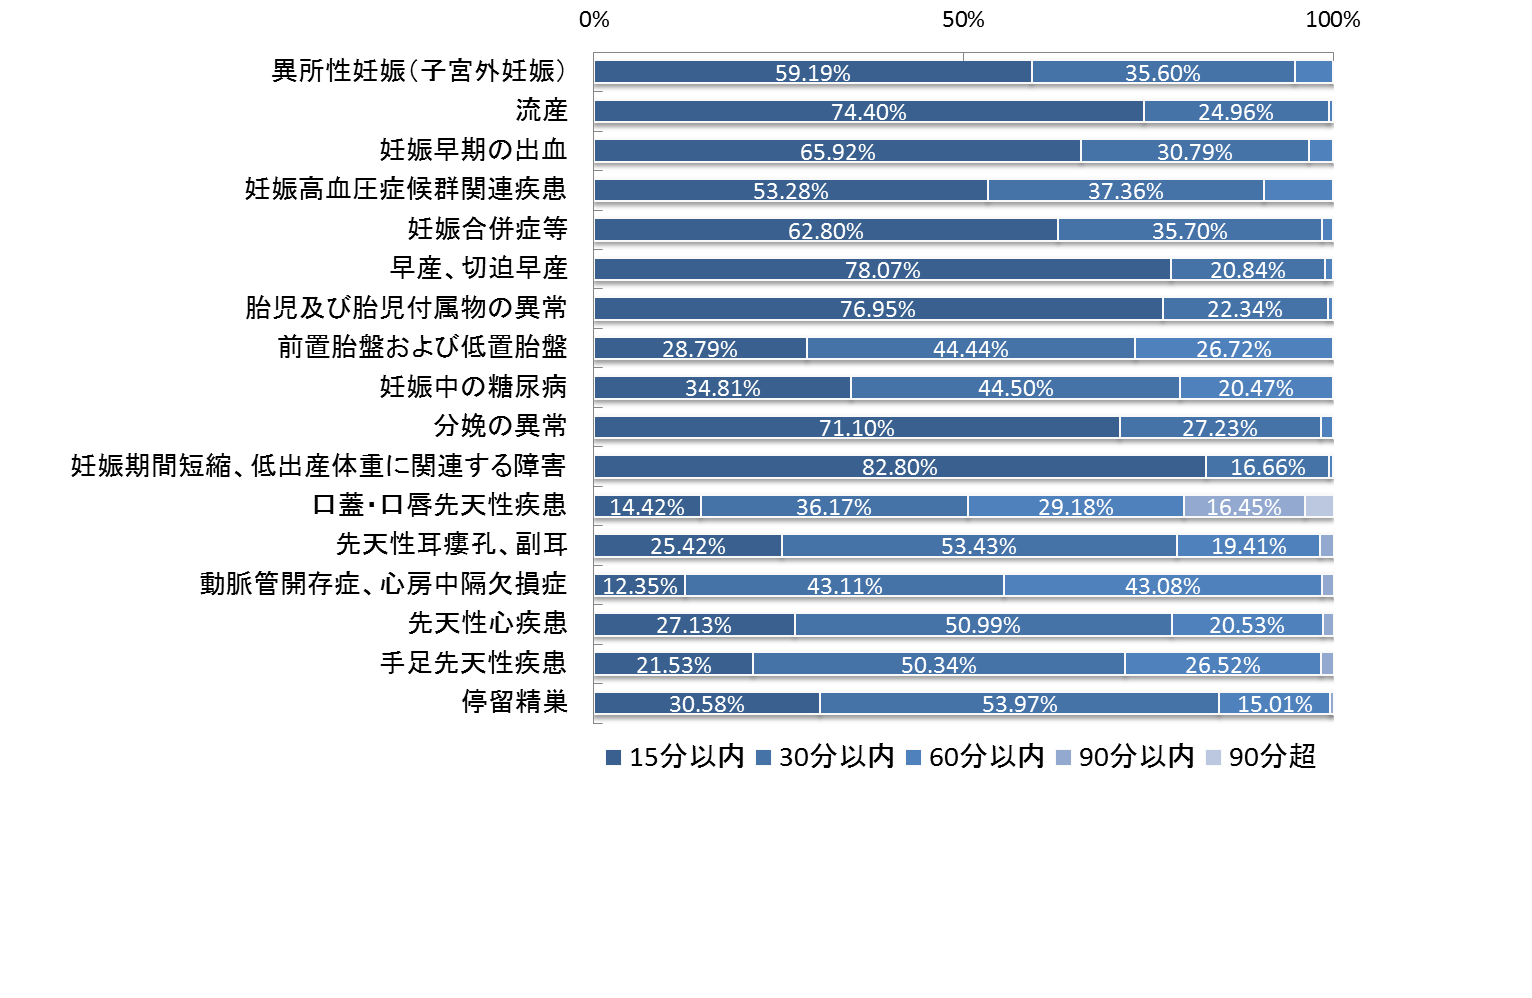 0% 50% 100%
異所性妊娠（子宮外妊娠） 59.19% 35.60%
流産 74.40% 24.96%
妊娠早期の出血 65.92% 30.79%
妊娠高血圧症候群関連疾患 53.28% 37.36%
妊娠合併症等 62.80% 35.70%
早産、切迫早産 78.07% 20.84%
胎児及び胎児付属物の異常 76.95% 22.34%
前置胎盤および低置胎盤 28.79% 44.44% 26.72%
妊娠中の糖尿病 34.81% 44.50% 20.47%
分娩の異常 71.10% 27.23%
妊娠期間短縮、低出産体重に関連する障害 82.80% 16.66%
口蓋・口唇先天性疾患 14.42% 36.17% 29.18% 16.45%
先天性耳瘻孔、副耳 25.42% 53.43% 19.41%
動脈管開存症、心房中隔欠損症 12.35% 43.11% 43.08%
先天性心疾患 27.13% 50.99% 20.53%
手足先天性疾患 21.53% 50.34% 26.52%
停留精巣 30.58% 53.97% 15.01%
15分以内 30分以内 60分以内 90分以内 90分超